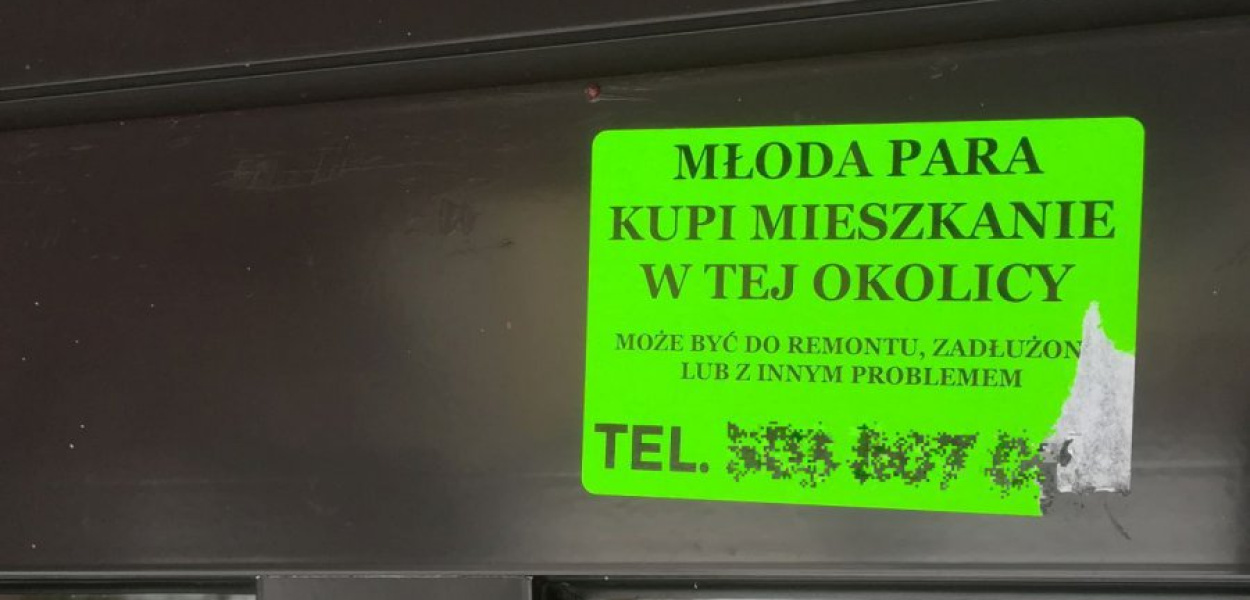 MŁODA PARA
KUPI MIESZKANIE
W TEJ OKOLICY
MOŻE BYĆ DO REMONTU, ZADŁUŻON
LUB Z INNYM PROBLEMEM
TEL.